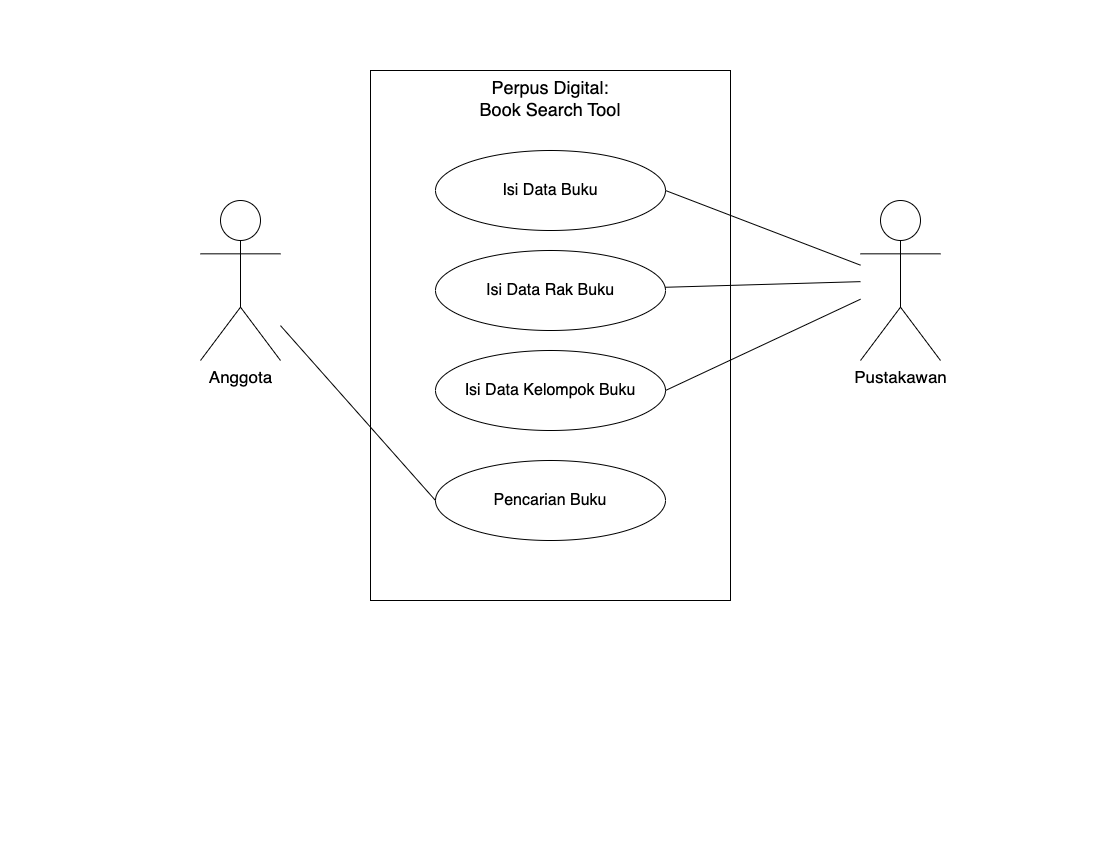 Perpus Digital:
Book Search Tool
Isi Data Buku
Isi Data Rak Buku
Isi Data Kelompok Buku
Pencarian Buku
Anggota
Pustakawan